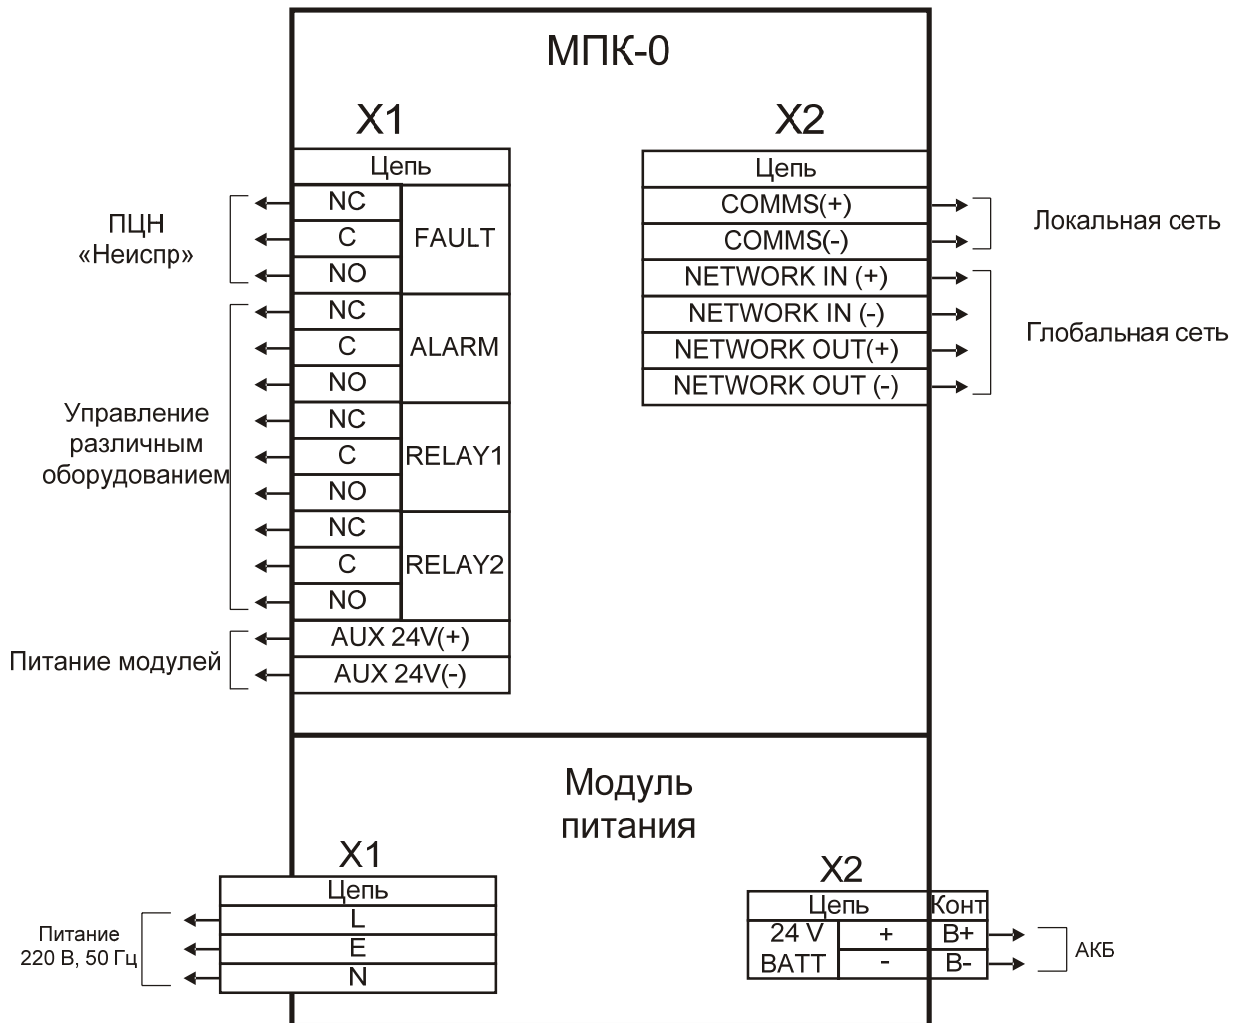 МПК-0
X1
Цепь
ПЦН
«Неиспр»
NC
C
NO
FAULT
NC
C
NO
ALARM
Управление
различным
оборудованием
NC
C
NO
RELAY1
NC
C
NO
RELAY2
Питание модулей
AUX 24V(+)
AUX 24V(-)
X2
Цепь
COMMS(+)
COMMS(-)
Локальная сеть
NETWORK IN (+)
NETWORK IN (-)
NETWORK OUT(+)
NETWORK OUT (-)
Глобальная сеть
Модуль
питания
X1
Цепь
Питание
220 В, 50 Гц
L
E
N
X2
Цепь Конт
24 V + B+
BATT - B-
АКБ